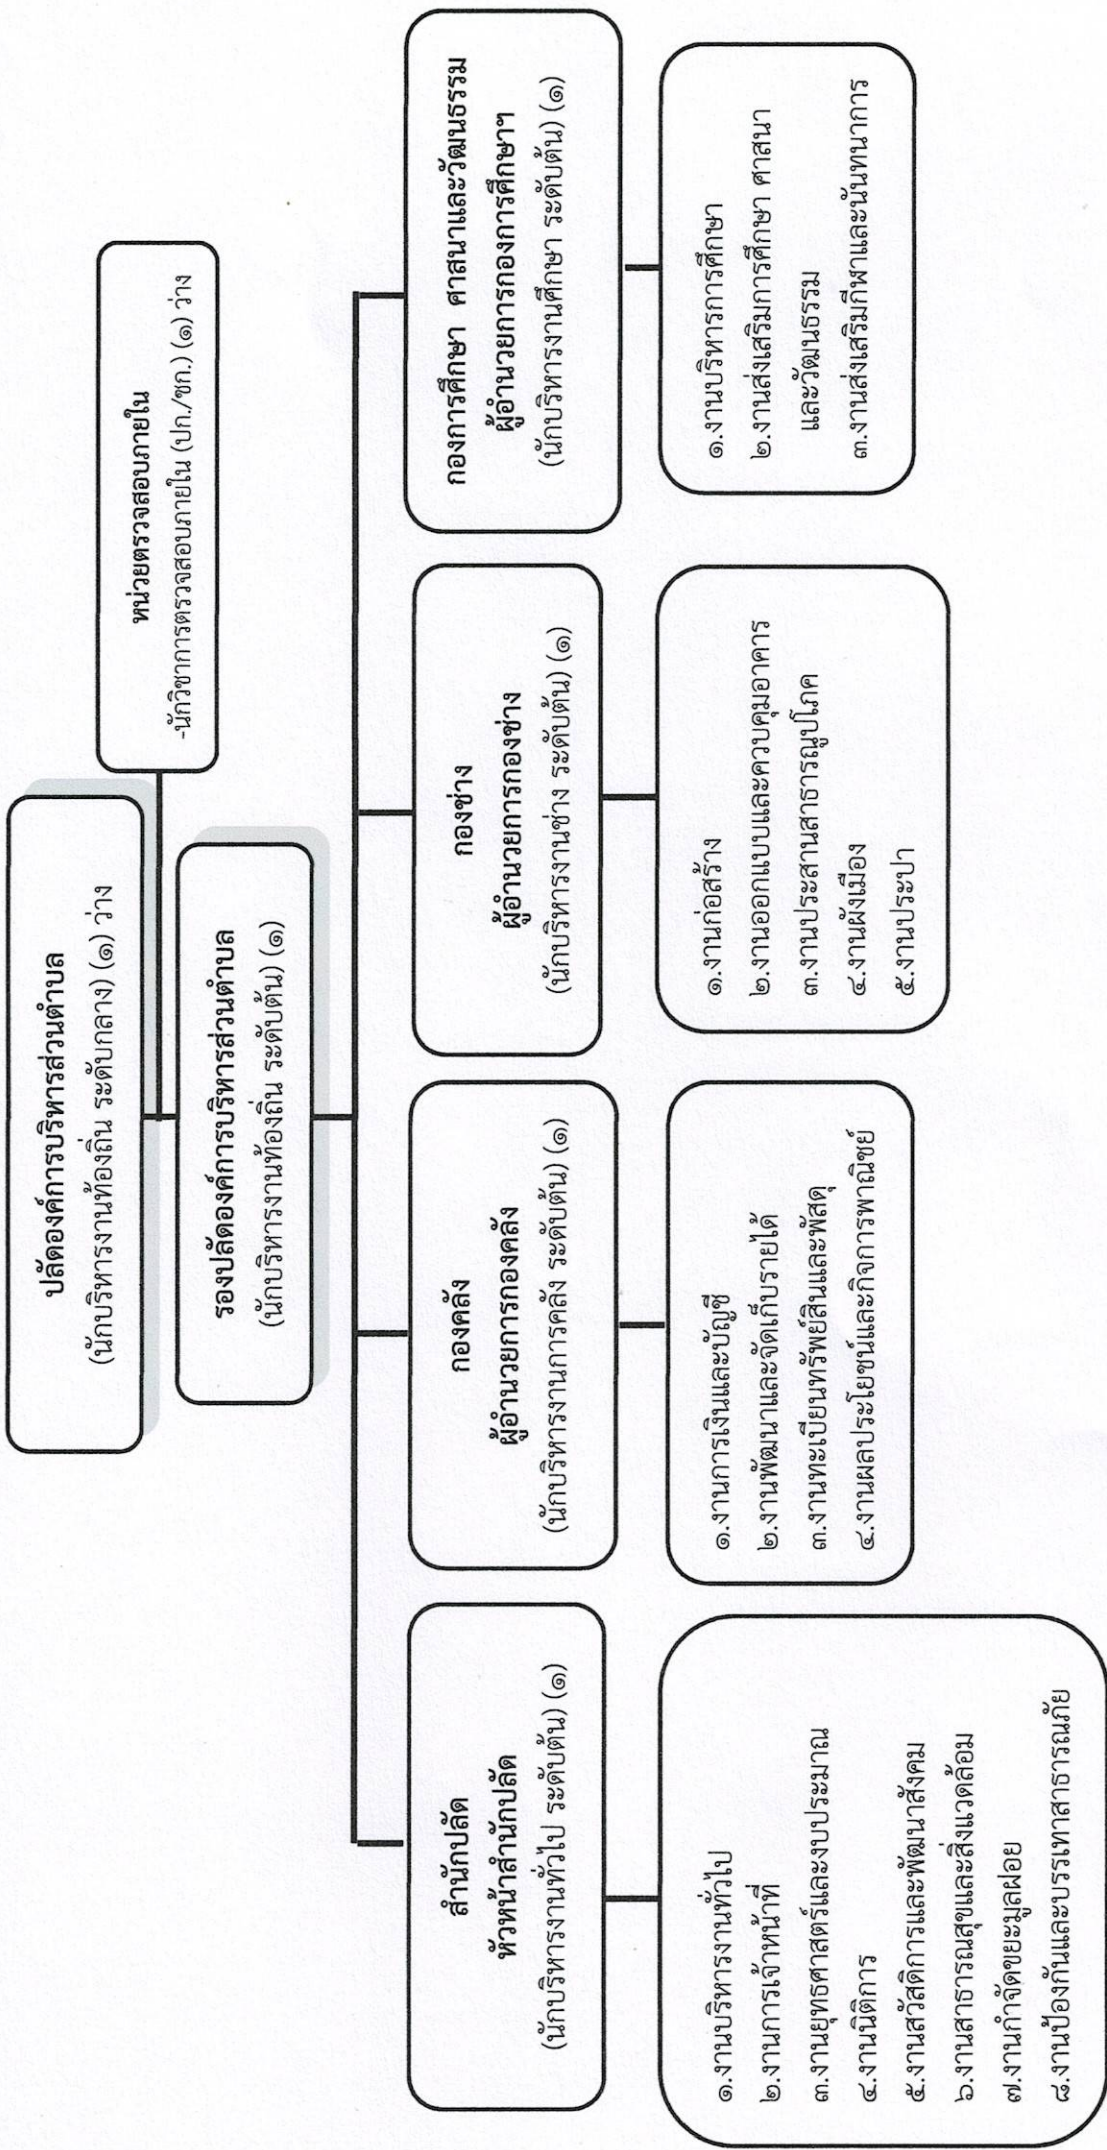 ปลัดองค์การบริหารส่วนตำบล
(นักบริหารงานท้องถิ่น ระดับกลาง) (๑) ว่าง
หน่วยตรวจสอบภายใน
-นักวิชาการตรวจสอบภายใน (ปก./ชก.) (๑) ว่าง
รองปลัดองค์การบริหารส่วนตำบล
(นักบริหารงานท้องถิ่น ระดับต้น) (๑)
สำนักปลัด
หัวหน้าสำนักปลัด
(นักบริหารงานทั่วไป ระดับต้น) (๑)
กองคลัง
ผู้อำนวยการกองคลัง
(นักบริหารงานการคลัง ระดับต้น) (๑)
กองช่าง
ผู้อำนวยการกองช่าง
(นักบริหารงานช่าง ระดับต้น) (๑)
กองการศึกษา ศาสนาและวัฒนธรรม
ผู้อำนวยการกองการศึกษาฯ
(นักบริหารงานศึกษา ระดับต้น) (๑)
๑.งานบริหารงานทั่วไป
๒.งานการเจ้าหน้าที่
๓.งานยุทธศาสตร์และงบประมาณ
๔.งานนิติการ
๕.งานสวัสดิการและพัฒนาสังคม
๖.งานสาธารณสุขและสิ่งแวดล้อม
๗.งานกำจัดขยะมูลฝอย
๘.งานป้องกันและบรรเทาสาธารณภัย
๑.งานการเงินและบัญชี
๒.งานพัฒนาและจัดเก็บรายได้
๓.งานทะเบียนทรัพย์สินและพัสดุ
๔.งานผลประโยชน์และกิจการพาณิชย์
๑.งานก่อสร้าง
๒.งานออกแบบและควบคุมอาคาร
๓.งานประสานสาธารณูปโภค
๔.งานผังเมือง
๕.งานประปา
๑.งานบริหารการศึกษา
๒.งานส่งเสริมการศึกษา ศาสนา
และวัฒนธรรม
๓.งานส่งเสริมกีฬาและนันทนาการ